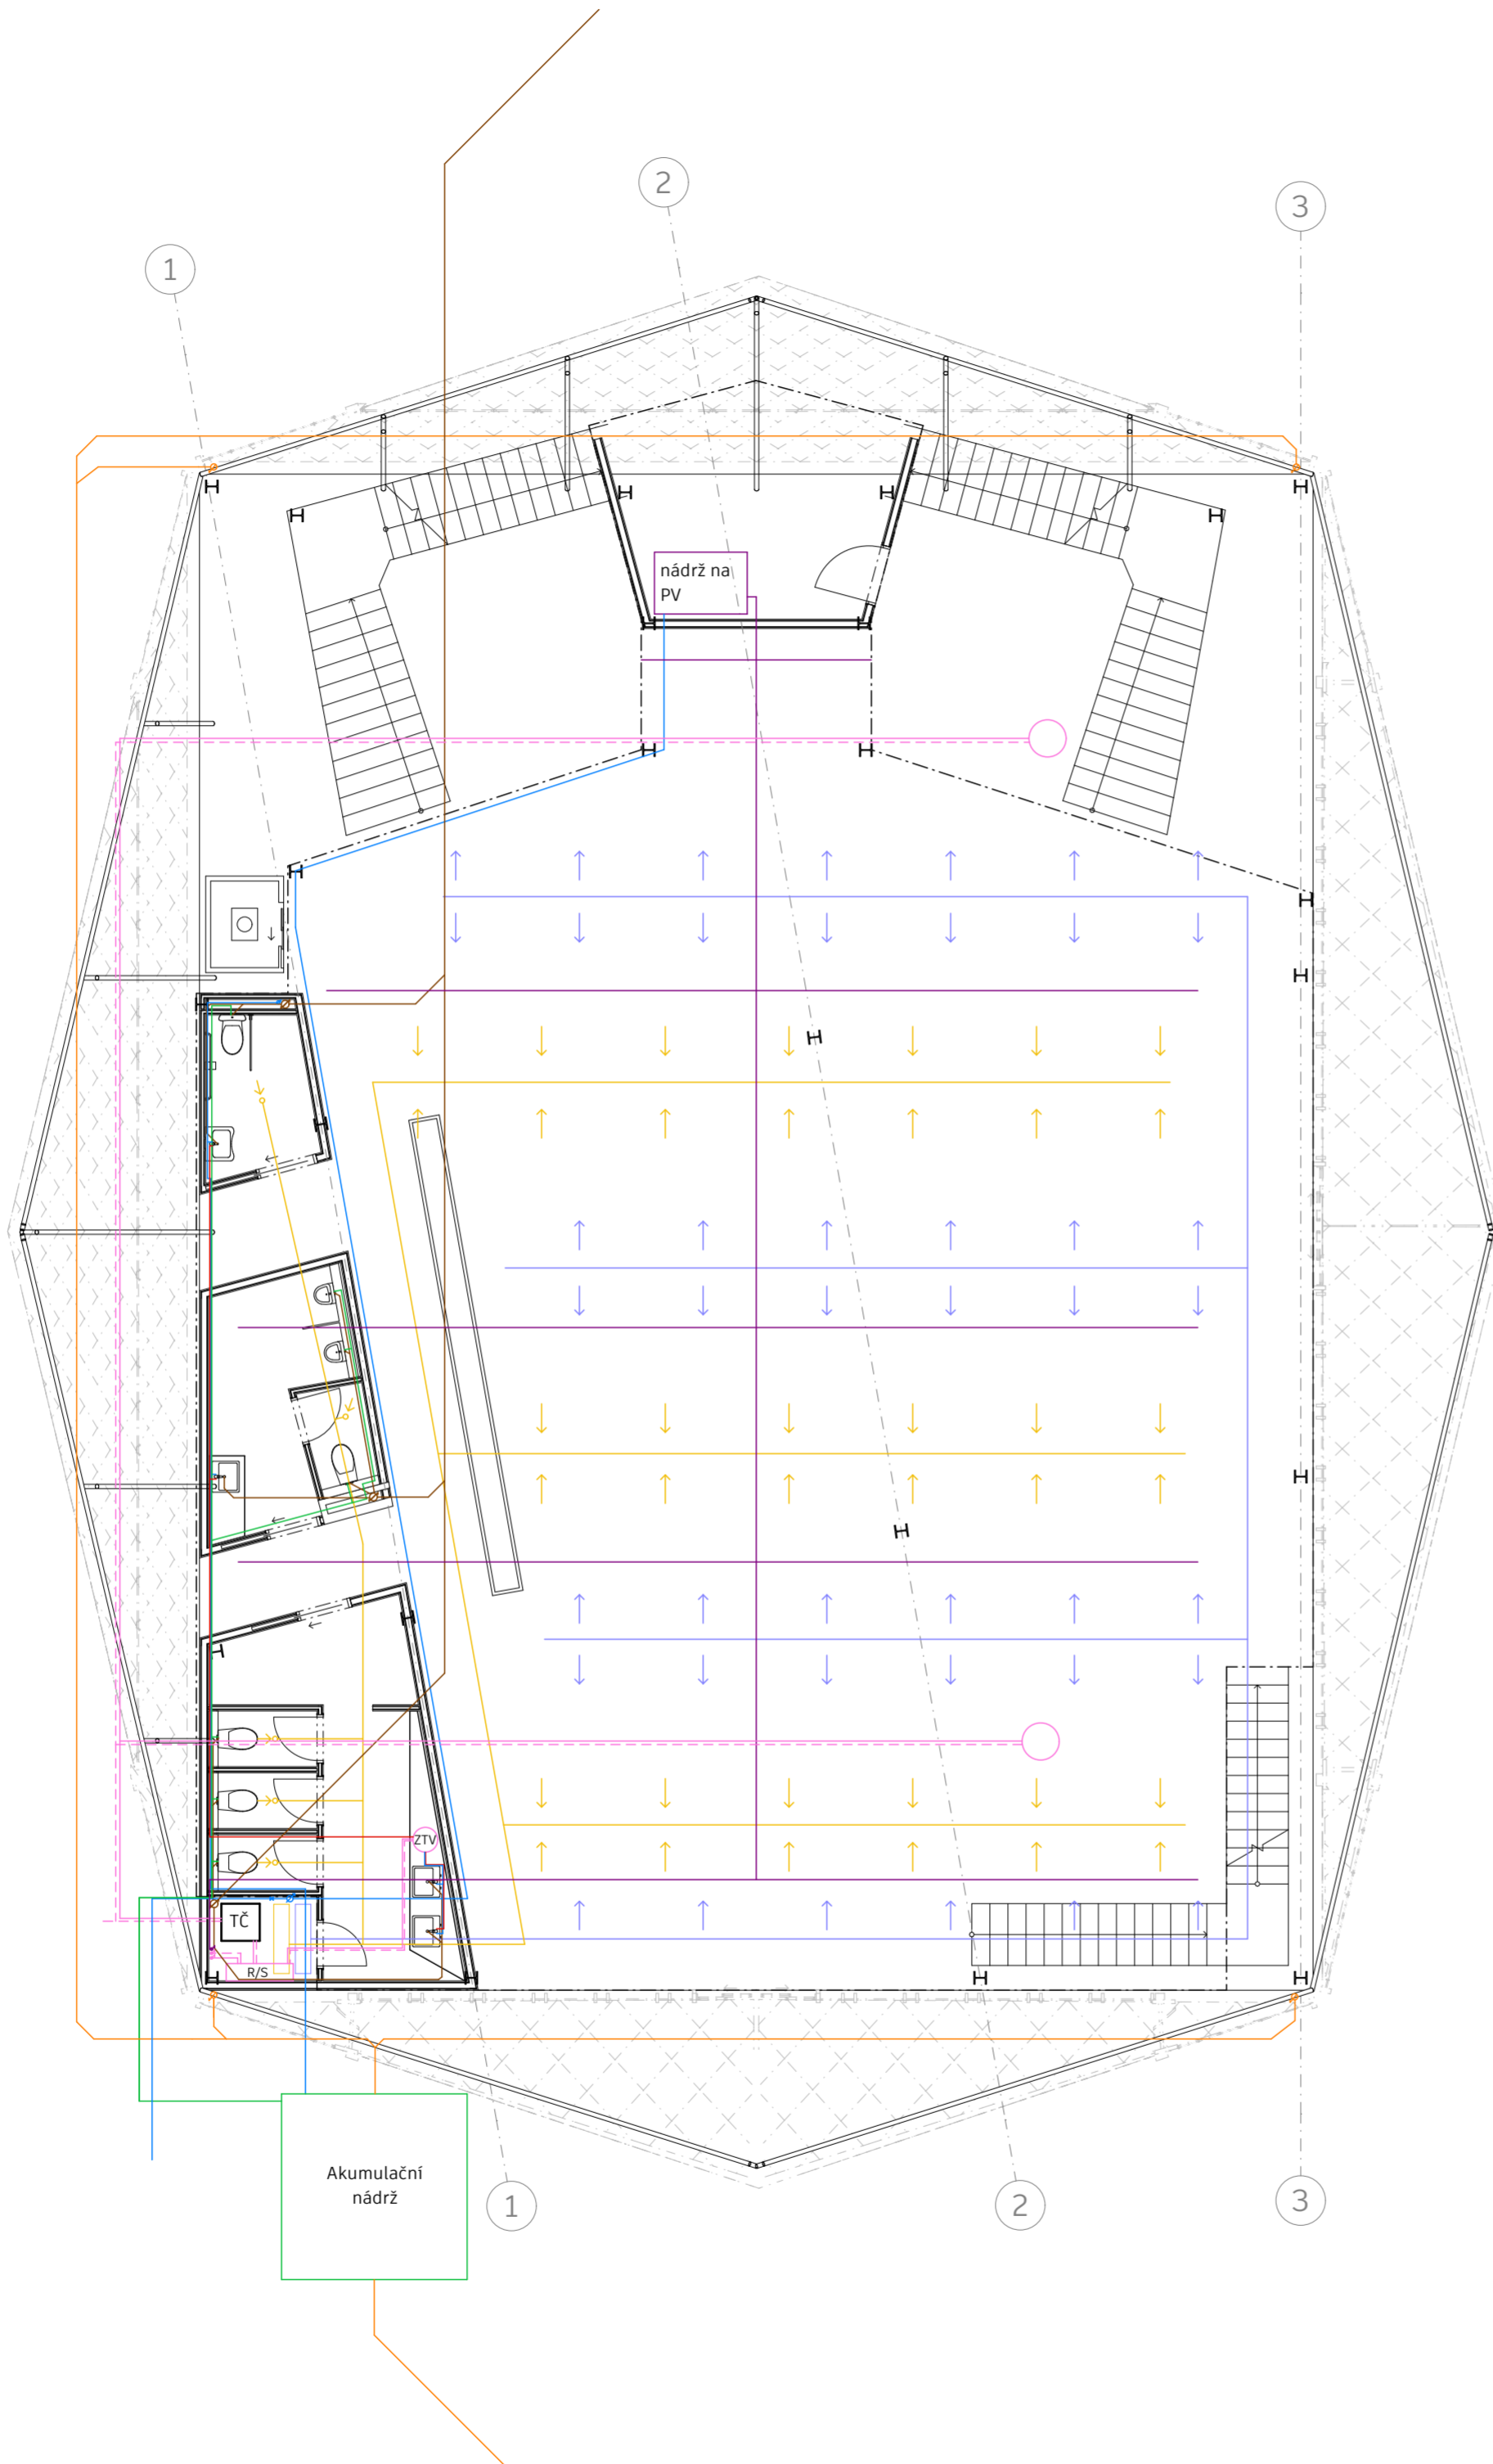 2
3
1
nádrž na
PV
ZTV
TČ
R/S
Akumulační
nádrž
1
2
3